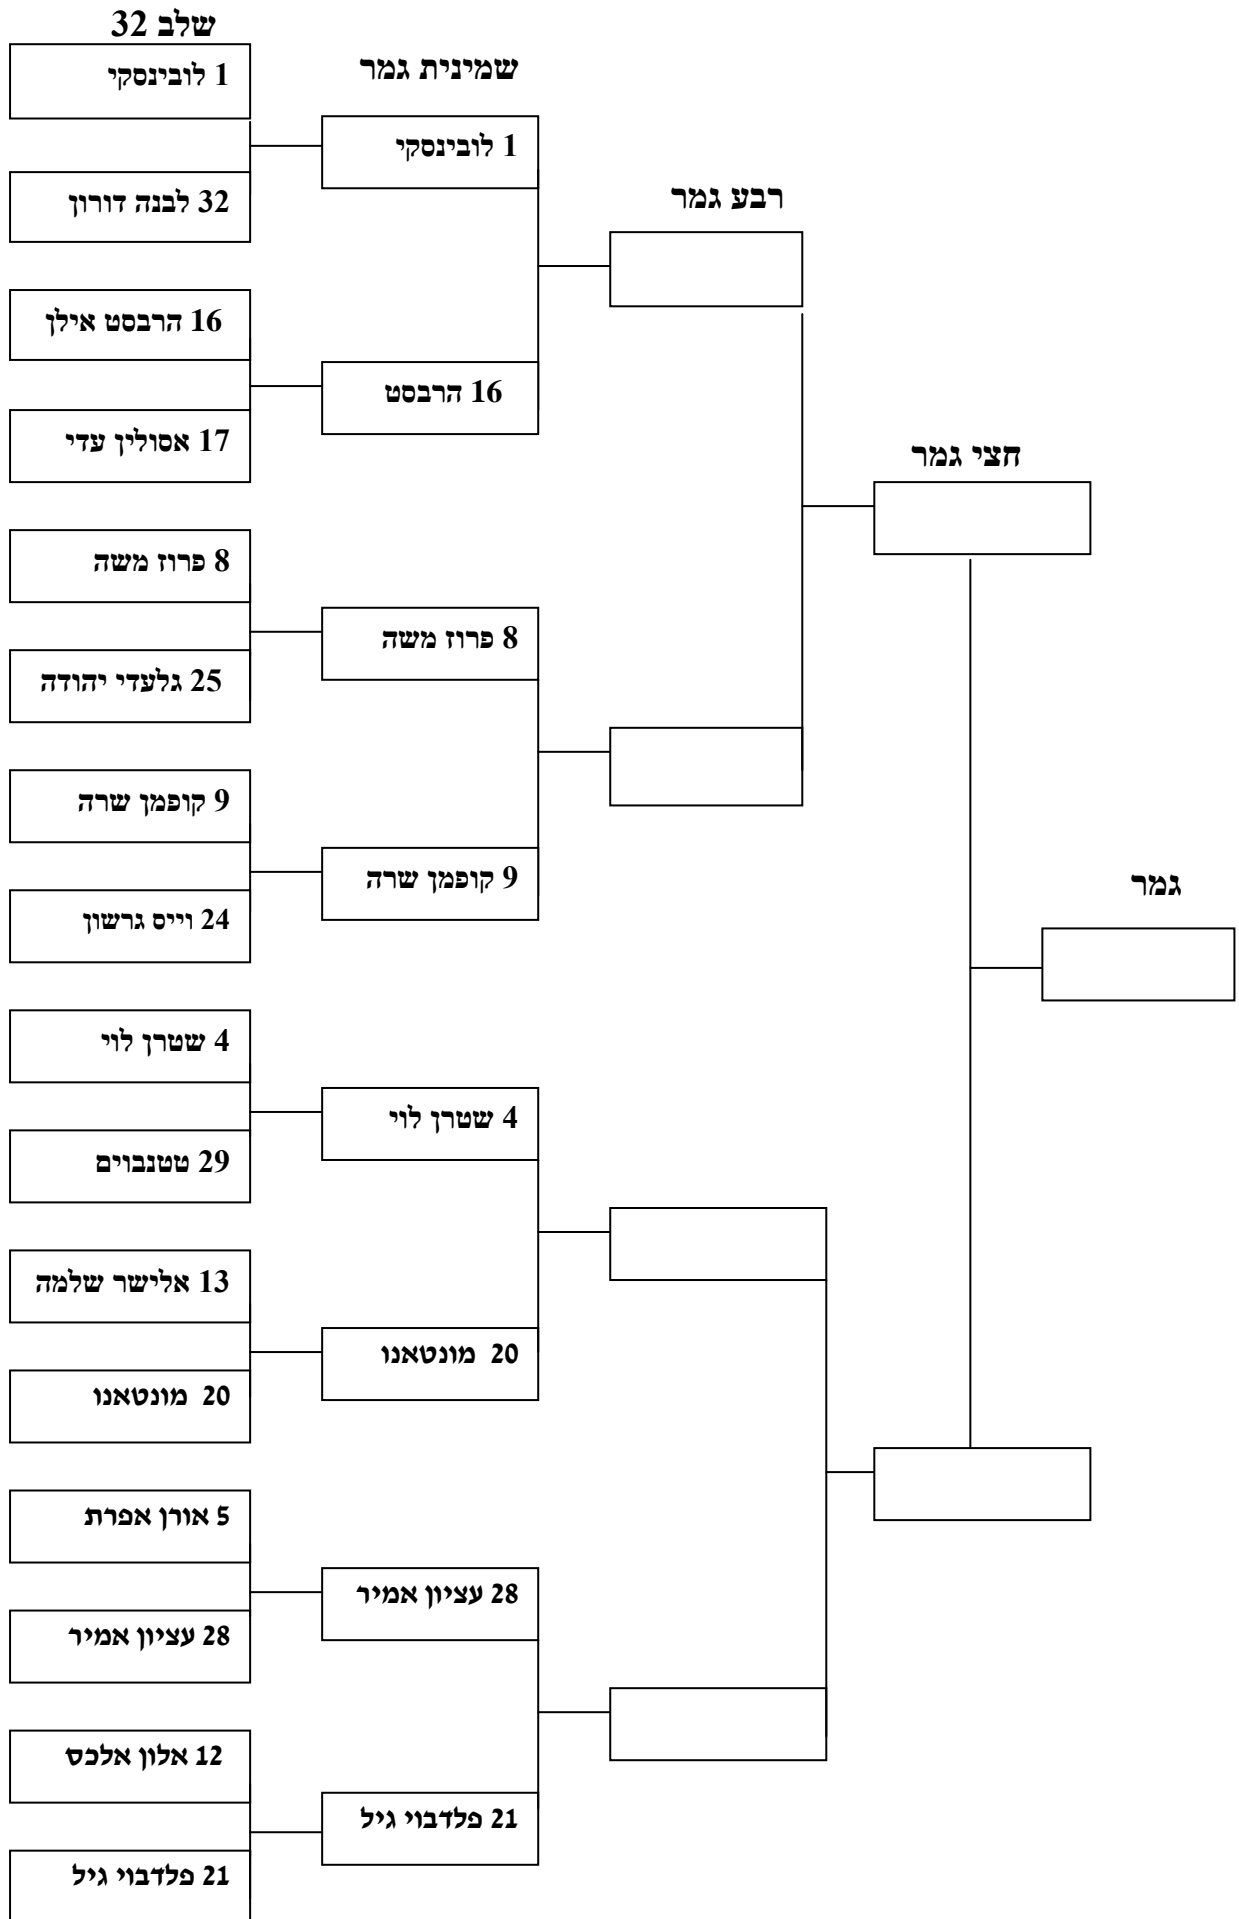 שלב 32
1 לובינסקי
32 לבנה דורון
16 הרבסט אילן
17 אסולין עדי
8 פרוז משה
25 גלעדי יהודה
9 קופמן שרה
24 וייס גרשון
4 שטרן לוי
29 טטנבוים
13 אלישר שלמה
20 מונטאנו
5 אורן אפרת
28 עציון אמיר
12 אלון אלכס
21 פלדבוי גיל
שמינית גמר
1 לובינסקי
16 הרבסט
8 פרוז משה
9 קופמן שרה
4 שטרן לוי
20 מונטאנו
28 עציון אמיר
21 פלדבוי גיל
רבע גמר
חצי גמר
גמר